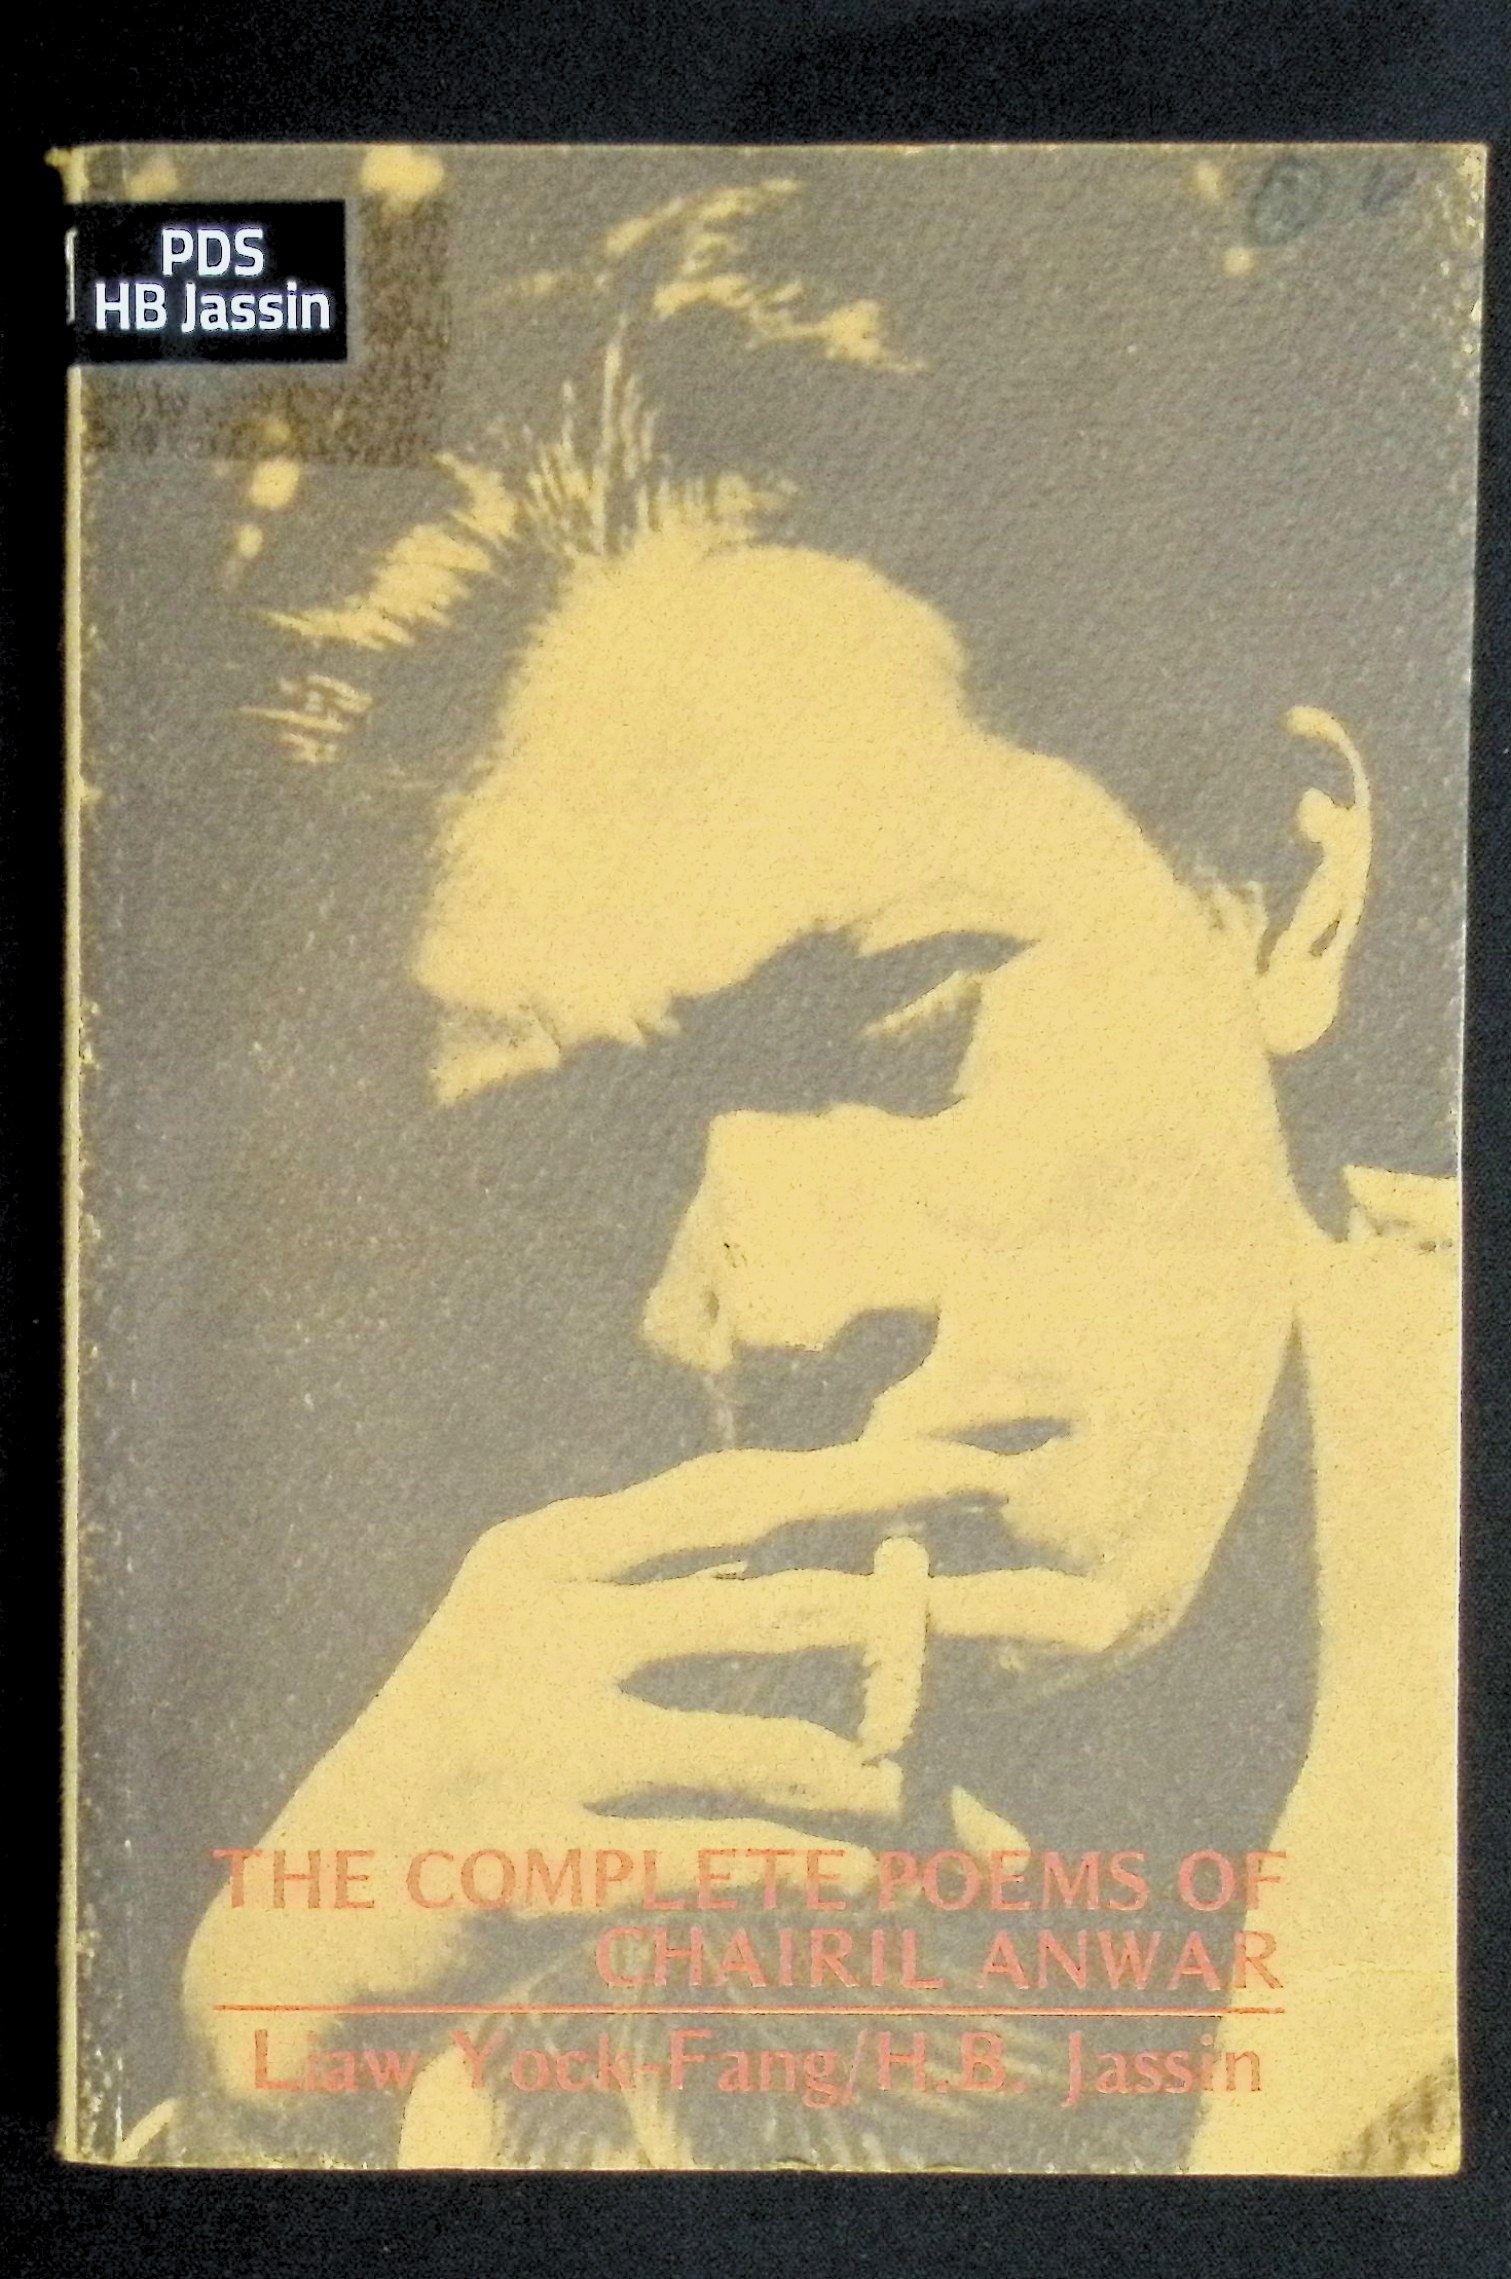 PDS
HB Jassin
THE COMPLETE POEMS OF
CHAIRIL ANWAR
Liaw Yock-Fang/H.B. Jassin